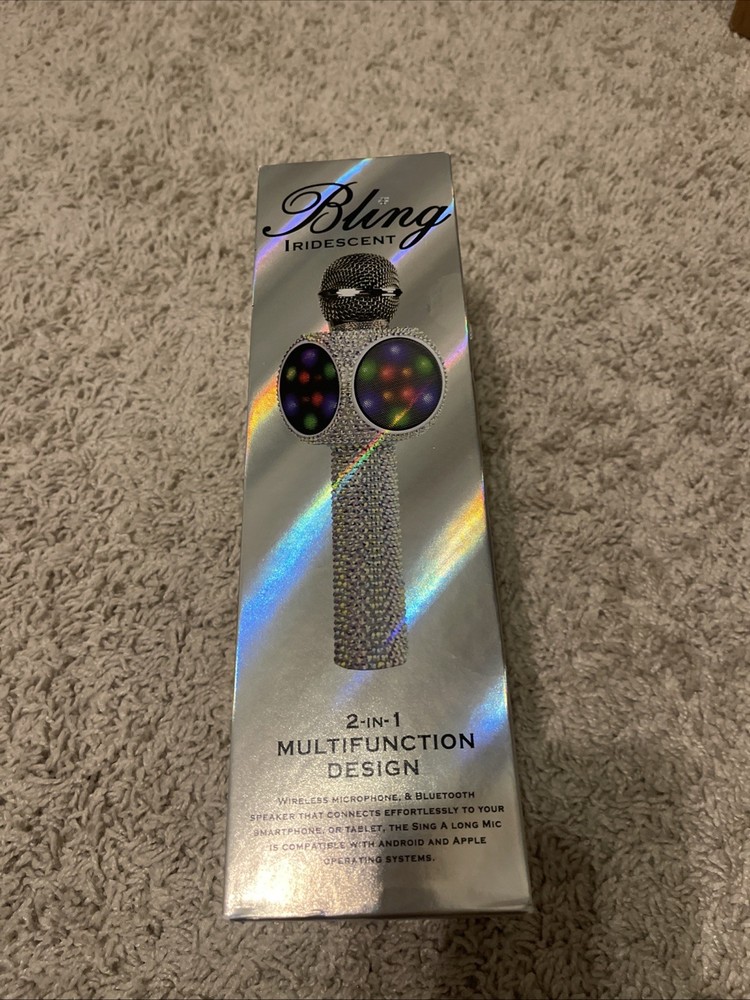 Bling
IRIDESCENT
2-IN-1
MULTIFUNCTION
DESIGN
WIRELESS MICROPHONE, & BLUETOOTH
SPEAKER THAT CONNECTS EFFORTLESSLY TO YOUR
SMARTPHONE, OR TABLET, THE SING A LONG MIC
IS COMPATIBLE WITH ANDROID AND APPLE
OPERATING SYSTEMS.